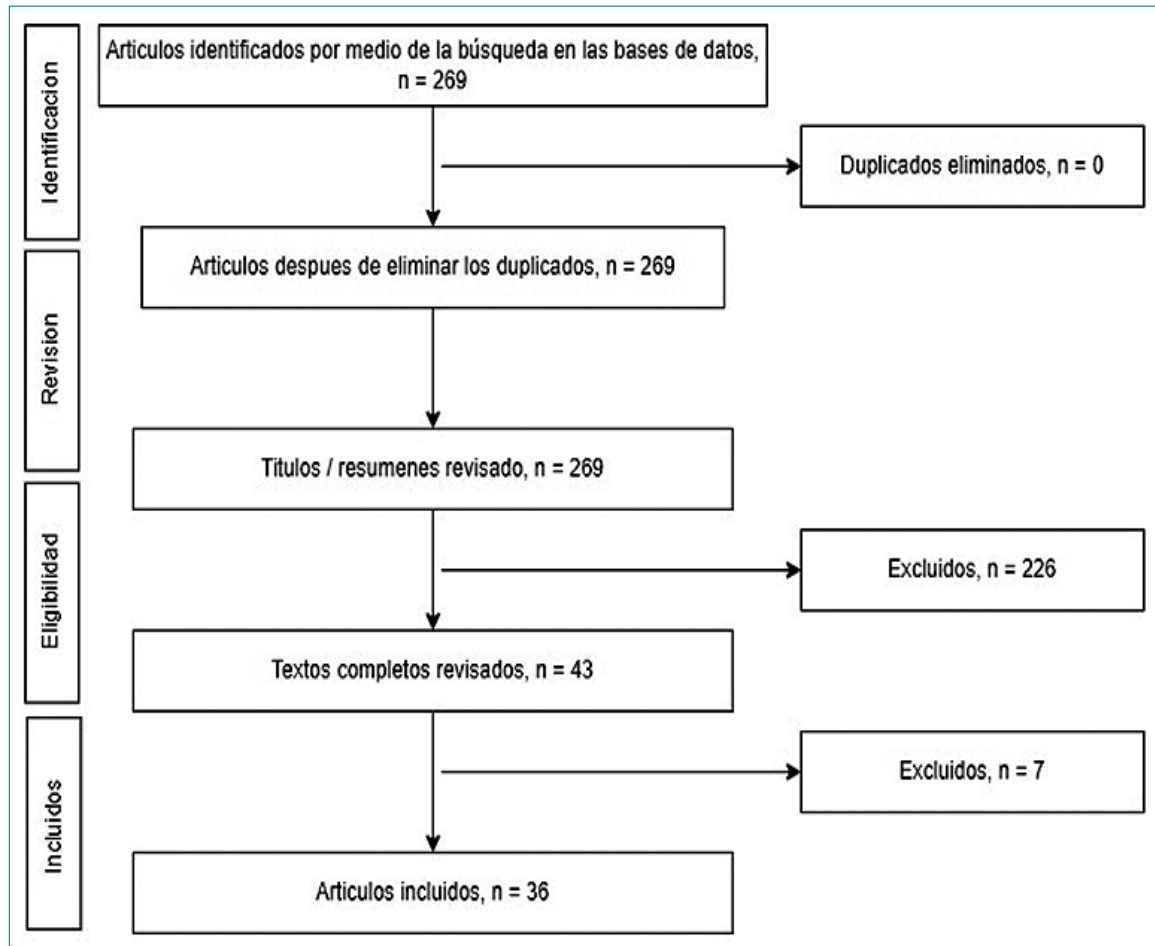 Identificacion
Articulos identificados por medio de la búsqueda en las bases de datos,
n = 269
Duplicados eliminados, n = 0
Revision
Articulos despues de eliminar los duplicados, n = 269
Titulos / resumenes revisado, n = 269
Eligibilidad
Excluidos, n = 226
Textos completos revisados, n = 43
Incluidos
Excluidos, n = 7
Articulos incluidos, n = 36